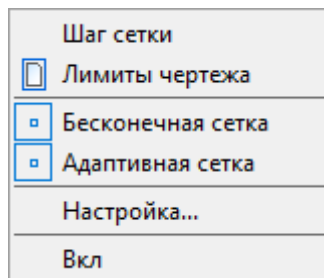 Шаг сетки
Лимиты чертежа
Бесконечная сетка
Адаптивная сетка
Настройка...
Вкл